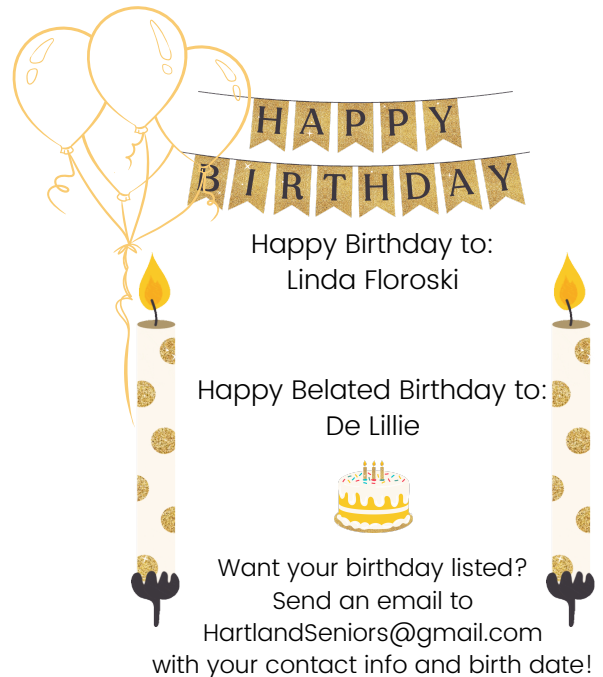 HAPPY
BIRTHDAY
Happy Birthday to:
Linda Floroski
Happy Belated Birthday to:
De Lillie
Want your birthday listed?
Send an email to
HartlandSeniors@gmail.com
with your contact info and birth date!